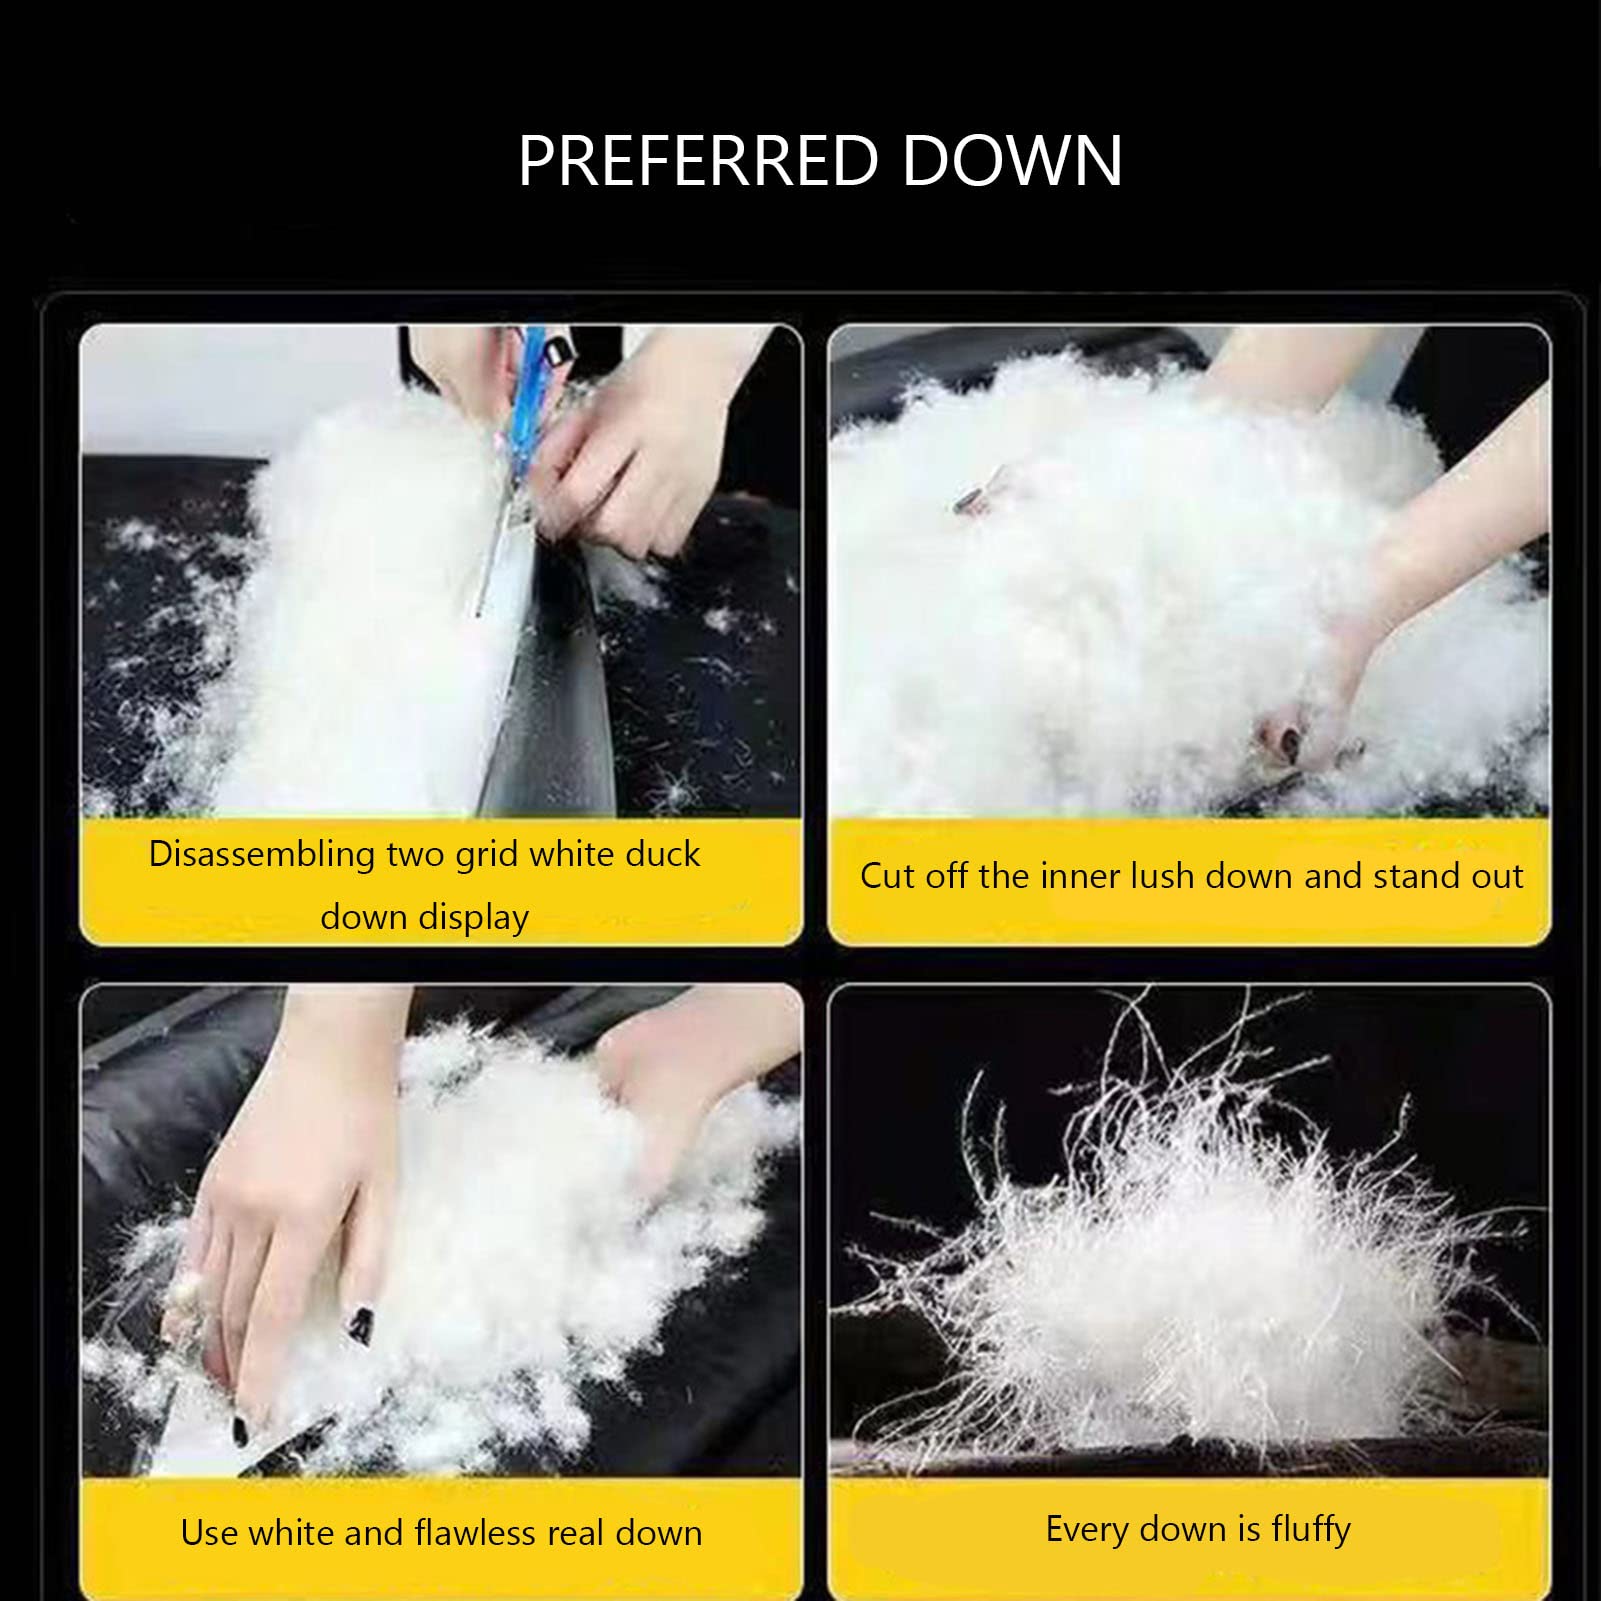 PREFERRED DOWN
Disassembling two grid white duck
down display
Cut off the inner lush down and stand out
Use white and flawless real down
Every down is fluffy